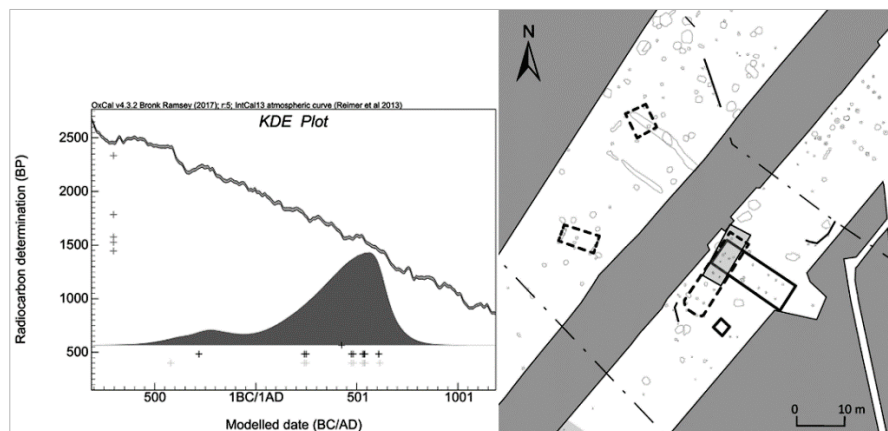 OxCal v4.3.2 Bronk Ramsey (2017); r:5; IntCal13 atmospheric curve (Reimer et al 2013)
KDE Plot
Radiocarbon determination (BP)
2500
2000
1500
1000
500
500
1BC/1AD
501
1001
Modelled date (BC/AD)
N
0 10 m